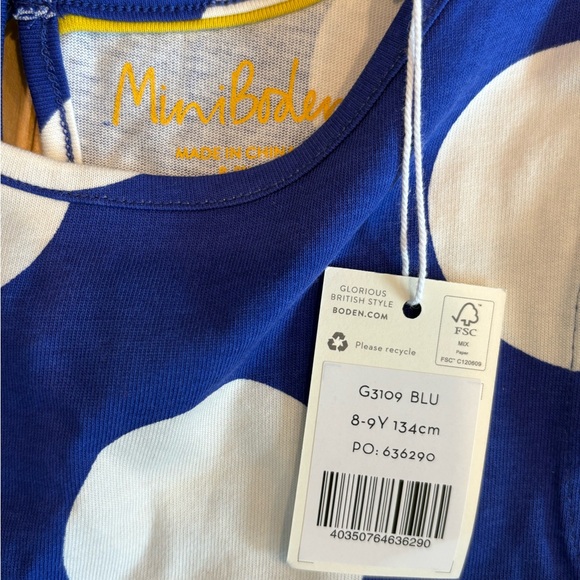 MiniBoden
MADE IN CHINA
GLORIOUS
BRITISH STYLE
BODEN.COM
Please recycle
FSC
MIX
Paper
FSC® C120809
G3109 BLU
8-9Y 134cm
PO: 636290
40350764636290